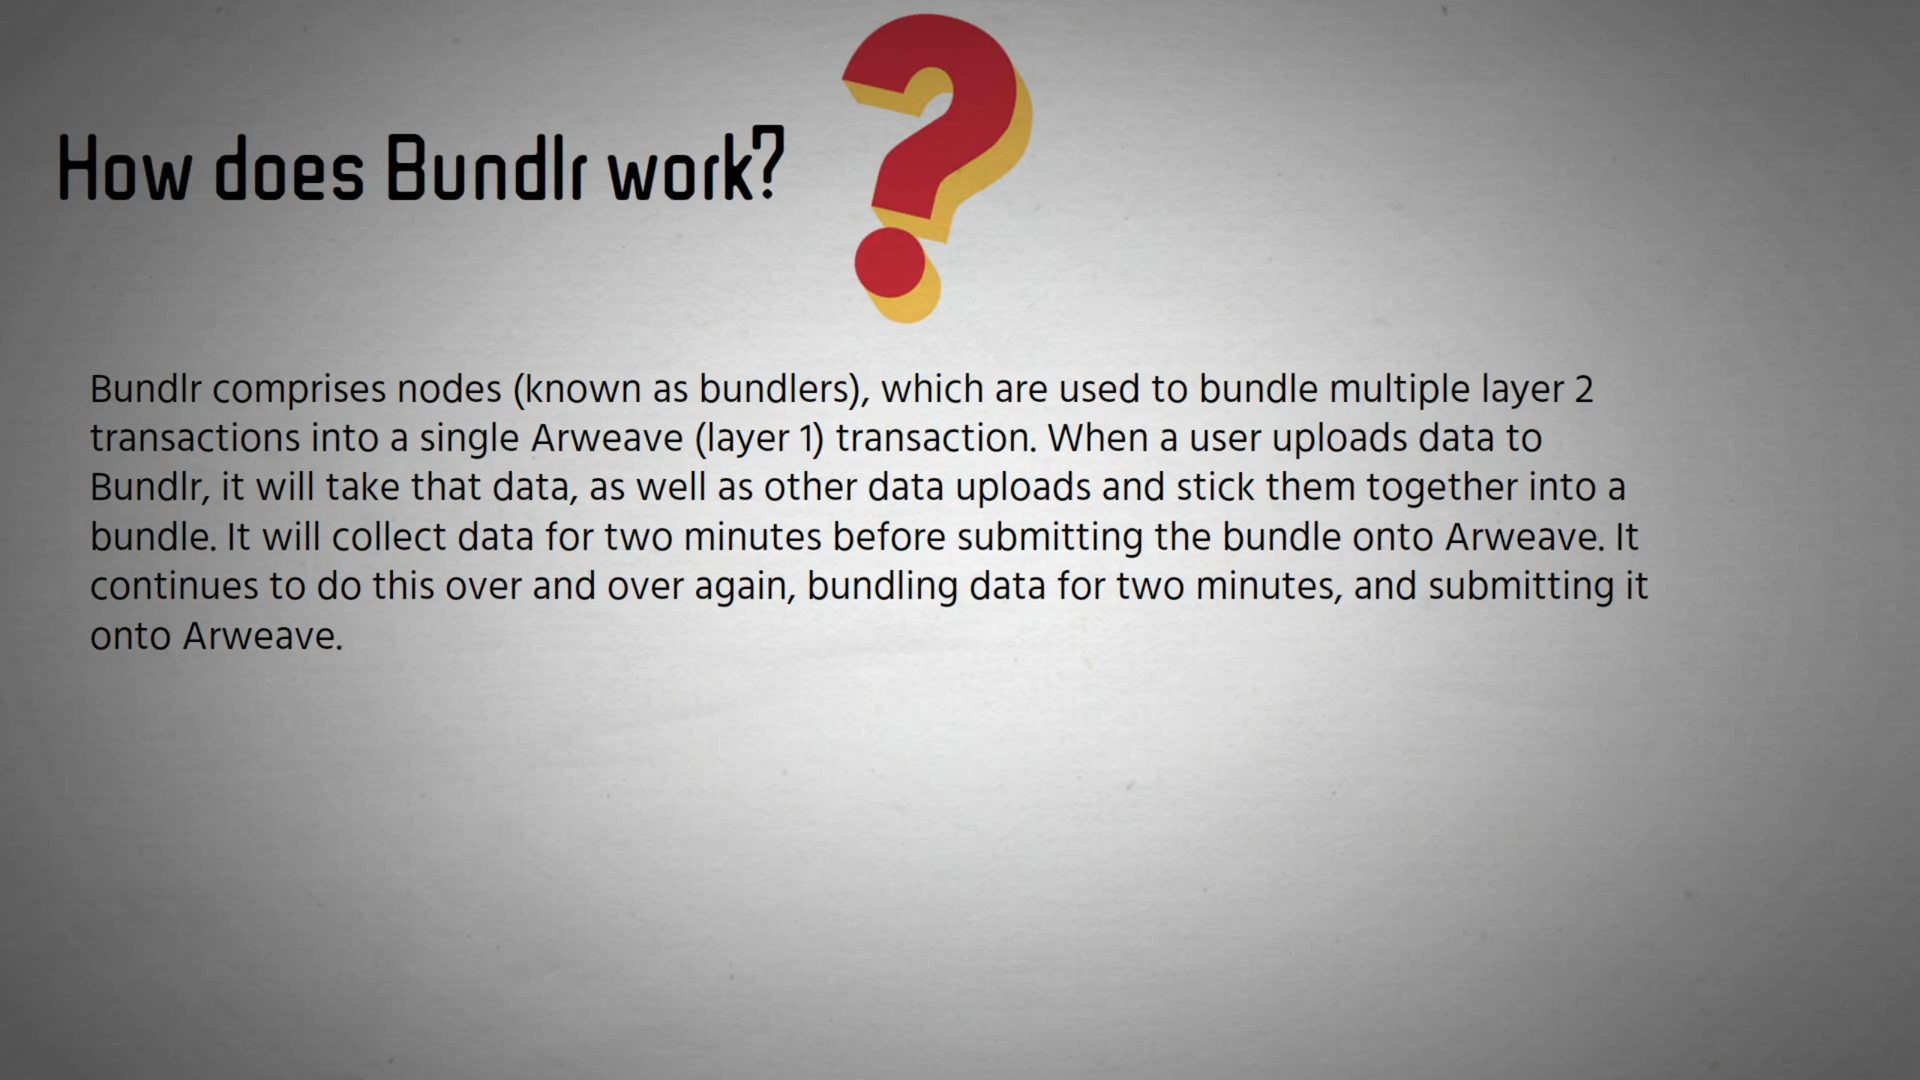 How does Bundlr work?
Bundlr comprises nodes (known as bundlers), which are used to bundle multiple layer 2
transactions into a single Arweave (layer 1) transaction. When a user uploads data to
Bundlr, it will take that data, as well as other data uploads and stick them together into a
bundle. It will collect data for two minutes before submitting the bundle onto Arweave. It
continues to do this over and over again, bundling data for two minutes, and submitting it
onto Arweave.